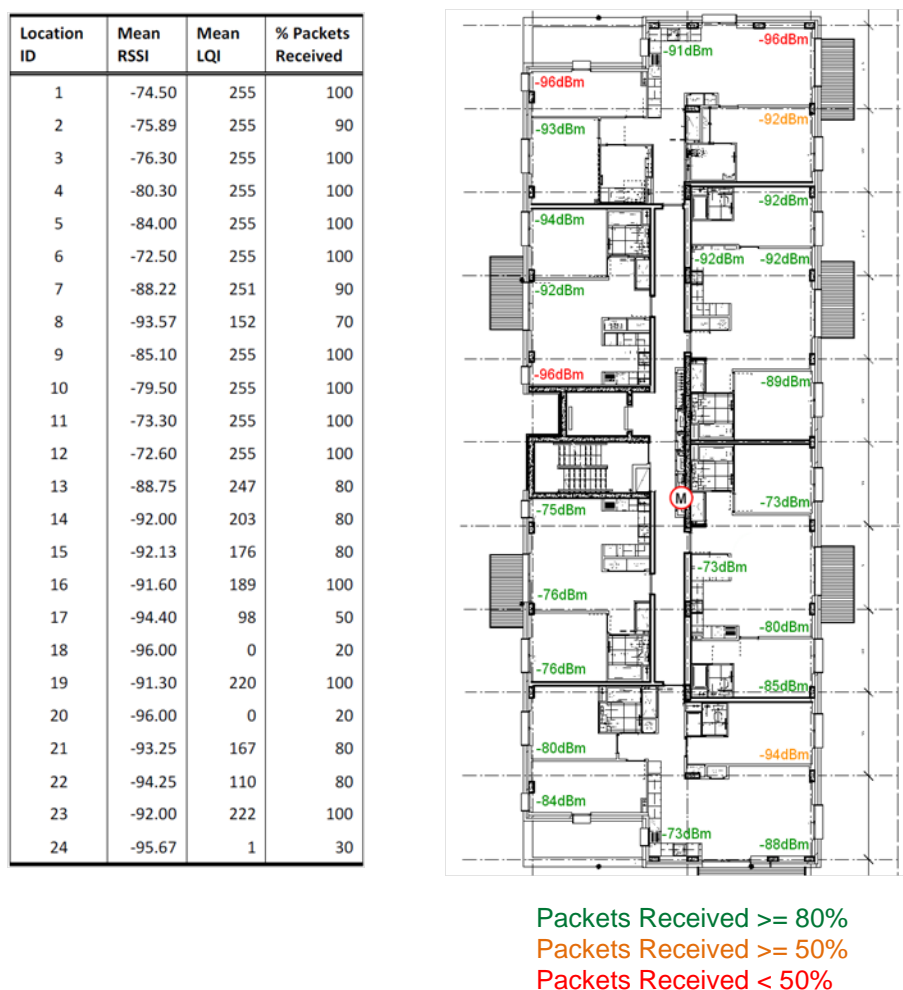 Location ID Mean RSSI Mean LQI % Packets Received
1 -74.50 255 100
2 -75.89 255 90
3 -76.30 255 100
4 -80.30 255 100
5 -84.00 255 100
6 -72.50 255 100
7 -88.22 251 90
8 -93.57 152 70
9 -85.10 255 100
10 -79.50 255 100
11 -73.30 255 100
12 -72.60 255 100
13 -88.75 247 80
14 -92.00 203 80
15 -92.13 176 80
16 -91.60 189 100
17 -94.40 98 50
18 -96.00 0 20
19 -91.30 220 100
20 -96.00 0 20
21 -93.25 167 80
22 -94.25 110 80
23 -92.00 222 100
24 -95.67 1 30
-96dBm
-91dBm
-96dBm
-92dBm
-93dBm
-92dBm
-94dBm
-92dBm -92dBm
-92dBm
-96dBm
-89dBm
M
-73dBm
-75dBm
-73dBm
-76dBm
-80dBm
-76dBm
-85dBm
-80dBm
-94dBm
-84dBm
-73dBm
-88dBm
Packets Received >= 80%
Packets Received >= 50%
Packets Received < 50%